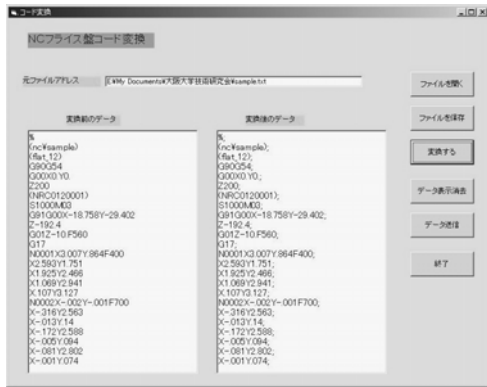 コード変換
NCフライス盤コード変換
元ファイルアドレス
E:¥My Documents¥大阪大学技術研究会¥sample.txt
変換前のデータ
変換後のデータ
%
(nc¥sample)
(flat_12)
G90G54
G00X0.Y0.
Z200
(NRC0120001)
S1000M03
G91G00X-18.758Y-29.402
Z-192.4
G01Z-10.F560
G17
N0001X3.007Y.864F400
X2.593Y1.751
X1.925Y2.466
X1.069Y2.941
X.107Y3.127
N0002X-.002Y-.001F700
X-.316Y2.563
X-.013Y.14
X-.172Y2.588
X-.005Y.094
X-.081Y2.802
X-.001Y.074
%;
(nc¥sample);
(flat_12);
G90G54;
G00X0.Y0.;
Z200;
(NRC0120001);
S1000M03;
G91G00X-18.758Y-29.402;
Z-192.4;
G01Z-10.F560;
G17;
N0001X3.007Y.864F400;
X2.593Y1.751;
X1.925Y2.466;
X1.069Y2.941;
X.107Y3.127;
N0002X-.002Y-.001F700;
X-.316Y2.563;
X-.013Y.14;
X-.172Y2.588;
X-.005Y.094;
X-.081Y2.802;
X-.001Y.074;
ファイルを開く
ファイルを保存
変換する
データ表示消去
データ送信
終了